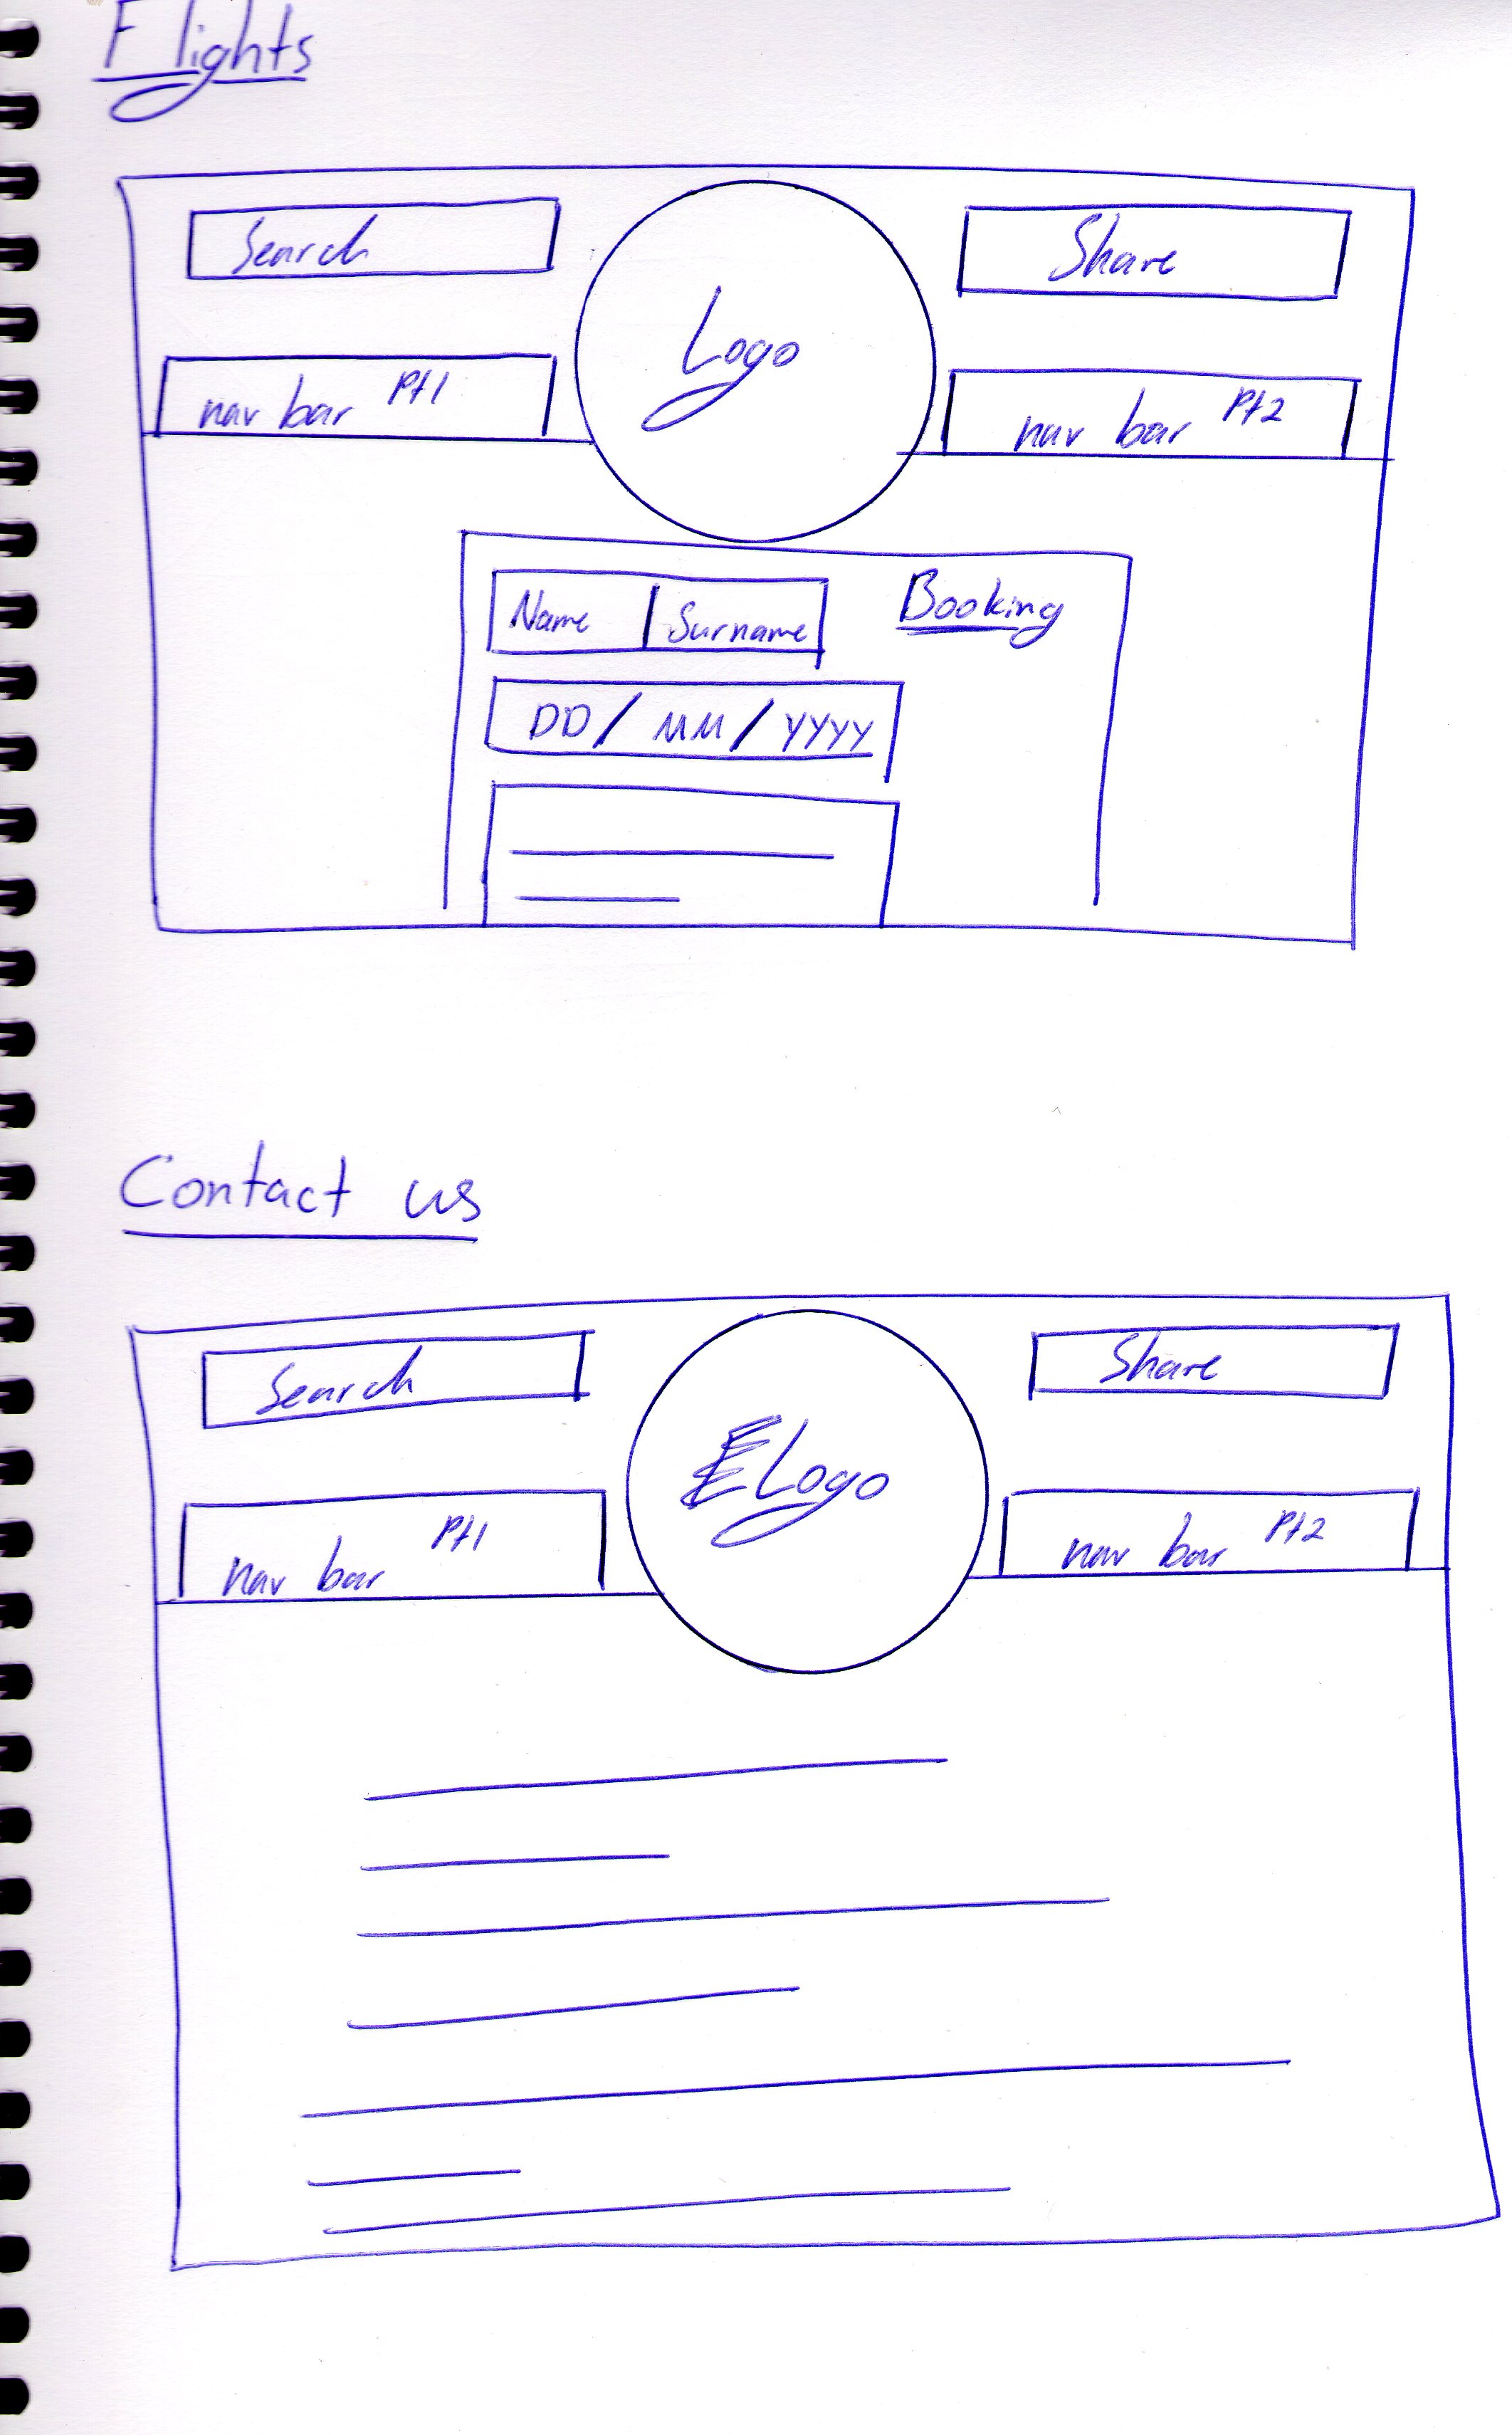 Flights
Search
Share
Logo
nav bar Pt1
nav bar Pt2
Name Surname
Booking
DD/MM/YYYY
Contact us
Search
Share
Logo
nav bar Pt1
nav bar Pt2